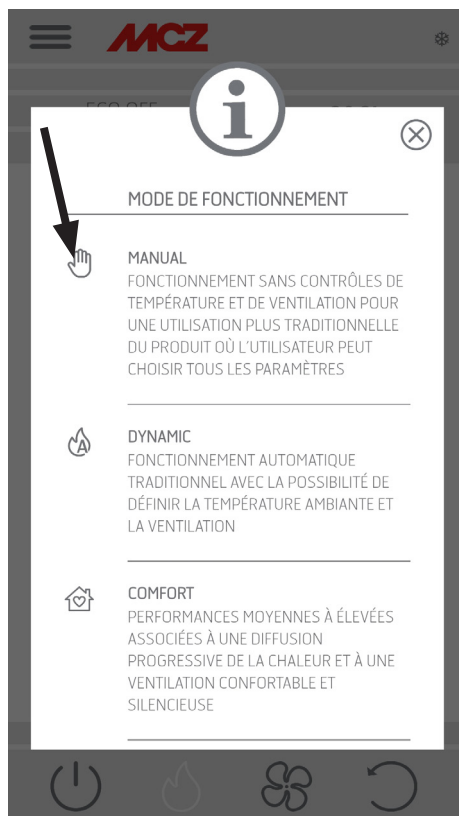 MCZ
MODE DE FONCTIONNEMENT
MANUAL
FONCTIONNEMENT SANS CONTRÔLES DE
TEMPÉRATURE ET DE VENTILATION POUR
UNE UTILISATION PLUS TRADITIONNELLE
DU PRODUIT OÙ L'UTILISATEUR PEUT
CHOISIR TOUS LES PARAMÈTRES
DYNAMIC
FONCTIONNEMENT AUTOMATIQUE
TRADITIONNEL AVEC LA POSSIBILITÉ DE
DÉFINIR LA TEMPÉRATURE AMBIANTE ET
LA VENTILATION
COMFORT
PERFORMANCES MOYENNES À ÉLEVÉES
ASSOCIÉES À UNE DIFFUSION
PROGRESSIVE DE LA CHALEUR ET À UNE
VENTILATION CONFORTABLE ET
SILENCIEUSE